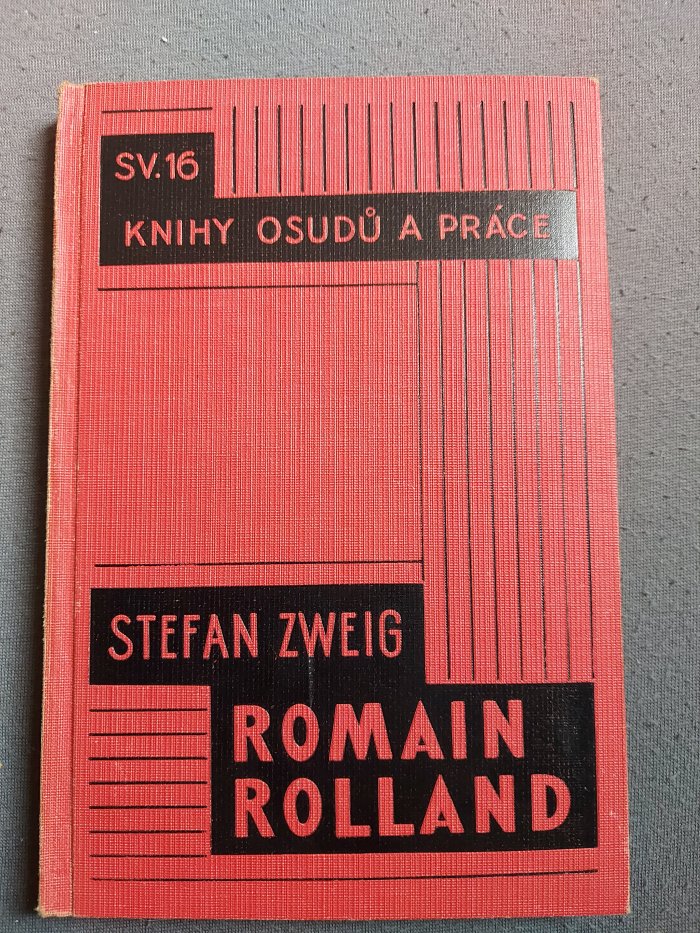 SV.16
KNIHY OSUDŮ A PRÁCE
STEFAN ZWEIG
ROMAIN
ROLLAND